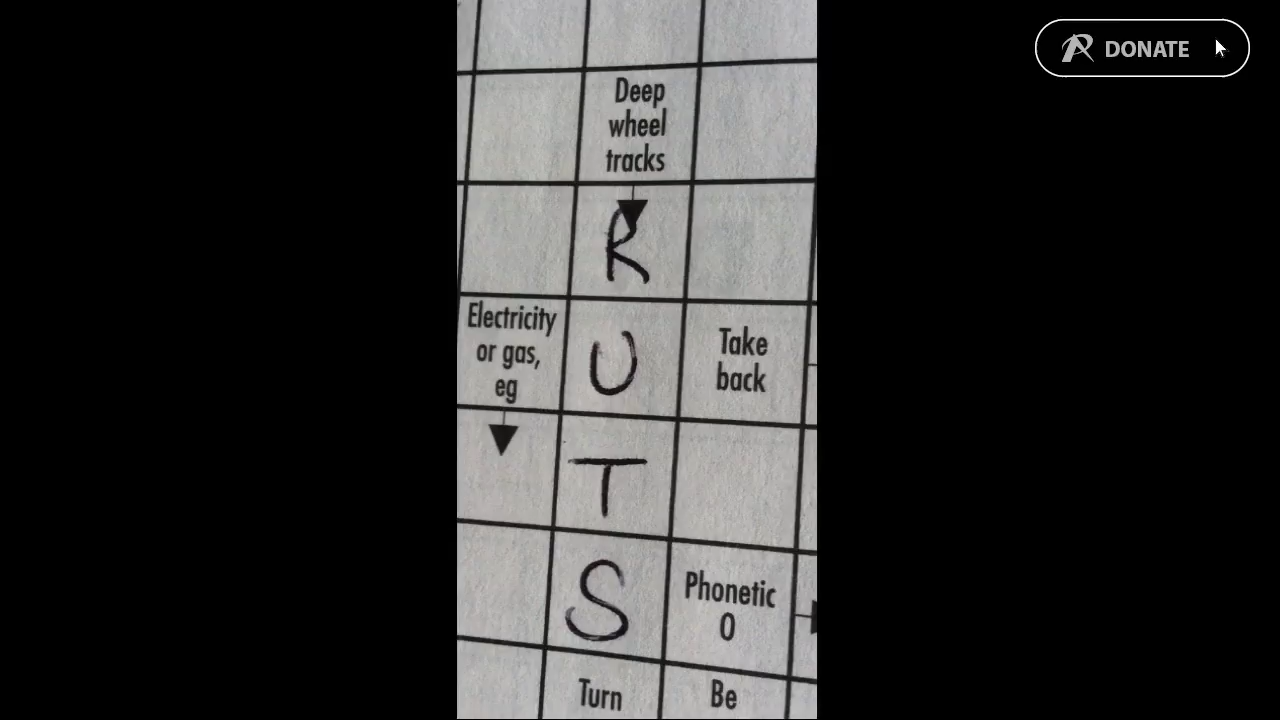 DONATE
Deep
wheel
tracks
R
Electricity
or gas,
eg
U
Take
back
T
S
Phonetic
O
Turn
Be